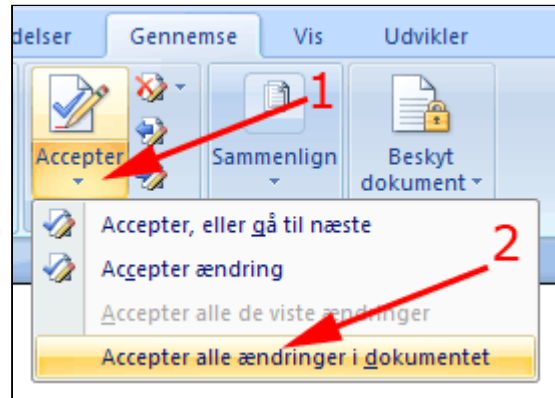 delser Gennemse Vis Udvikler
1
Accepter Sammenlign Beskyt
dokument
Accepter, eller gå til næste
2
Accepter ændring
Accepter alle de viste ændringer
Accepter alle ændringer i dokumentet